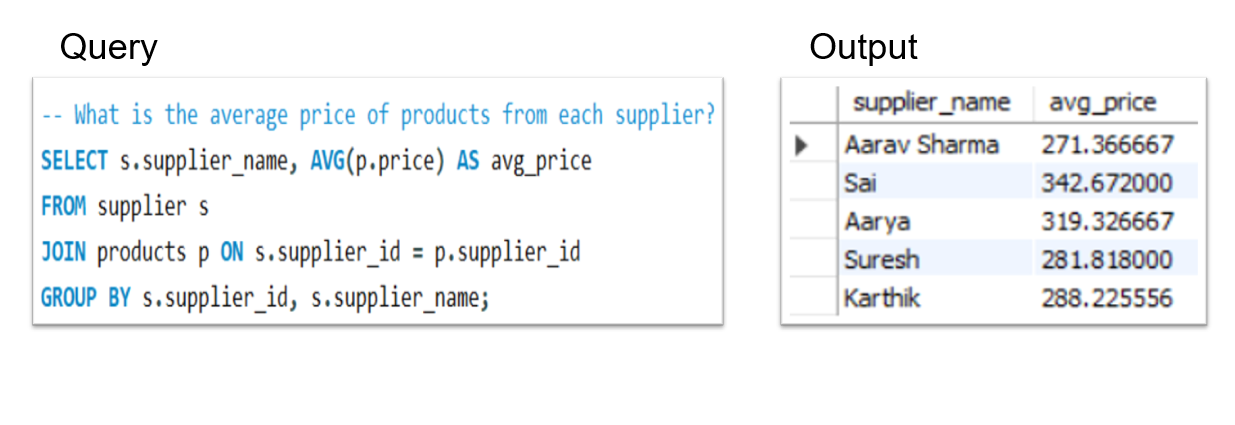 Query
-- What is the average price of products from each supplier?
SELECT s.supplier_name, AVG(p.price) AS avg_price
FROM supplier s
JOIN products p ON s.supplier_id = p.supplier_id
GROUP BY s.supplier_id, s.supplier_name;
Output
supplier_name avg_price
Aarav Sharma 271.366667
Sai 342.672000
Aarya 319.326667
Suresh 281.818000
Karthik 288.225556